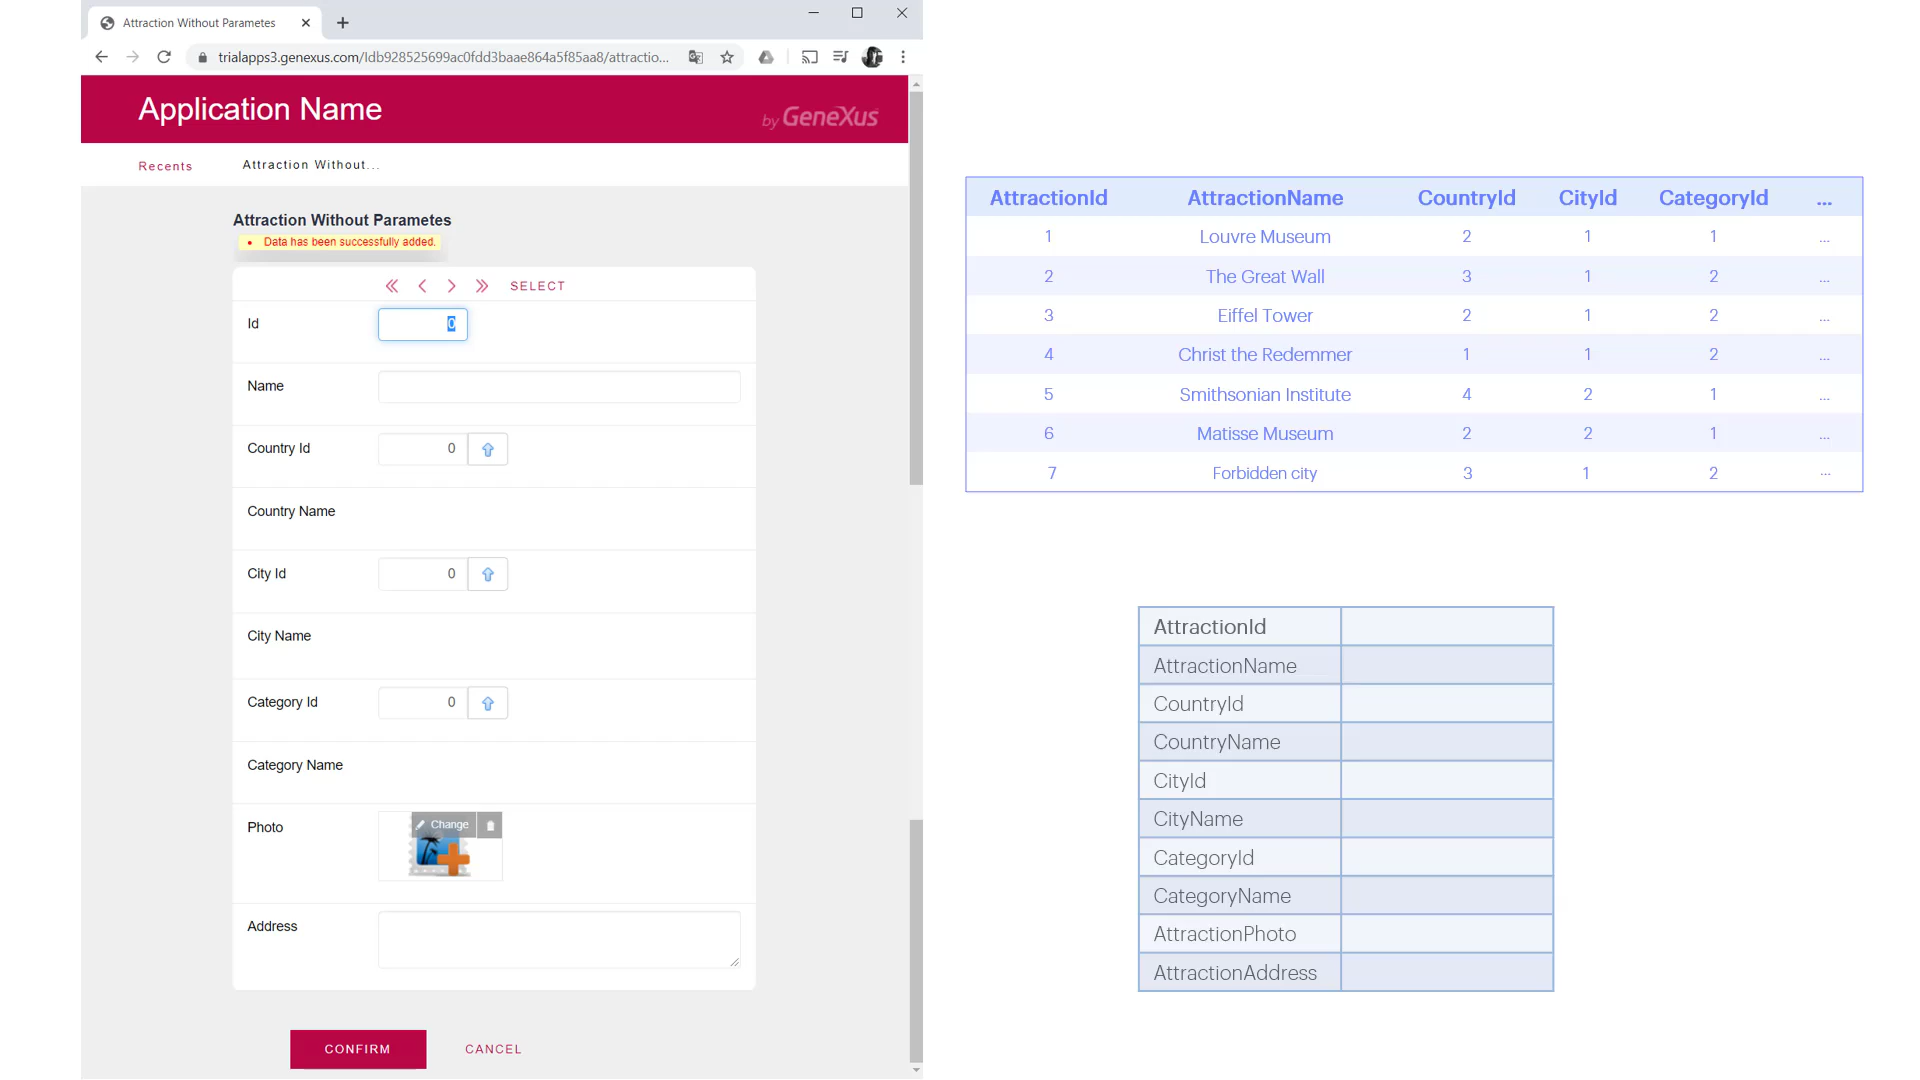 Attraction Without Parametes
trialapps3.genexus.com/Idb928525699ac0fdd3baae864a5f85aa8/attractio...
Application Name
by GeneXus
Recents
Attraction Without...
Attraction Without Parametes
Data has been successfully added.
SELECT
Id 0
Name
Country Id 0
Country Name
City Id 0
City Name
Category Id 0
Category Name
Photo Change
Address
CONFIRM CANCEL
AttractionId AttractionName CountryId CityId CategoryId ...
1 Louvre Museum 2 1 1 ...
2 The Great Wall 3 1 2 ...
3 Eiffel Tower 2 1 2 ...
4 Christ the Redemmer 1 1 2 ...
5 Smithsonian Institute 4 2 1 ...
6 Matisse Museum 2 2 1 ...
7 Forbidden city 3 1 2 ...
AttractionId
AttractionName
CountryId
CountryName
CityId
CityName
CategoryId
CategoryName
AttractionPhoto
AttractionAddress